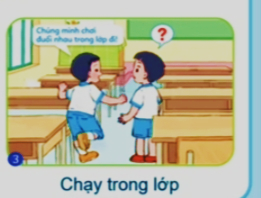 Chúng mình chơi
đuổi nhau trong lớp đi!
?
3
Chạy trong lớp